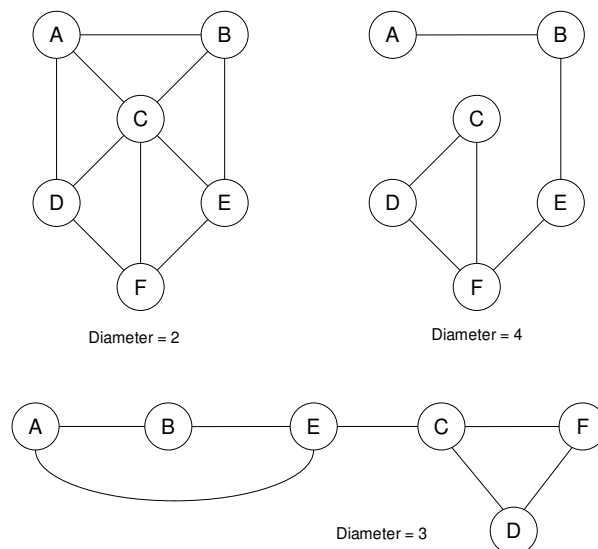 A B
C
D E
F
Diameter = 2
A B
C
D E
F
Diameter = 4
A B E C F
D
Diameter = 3